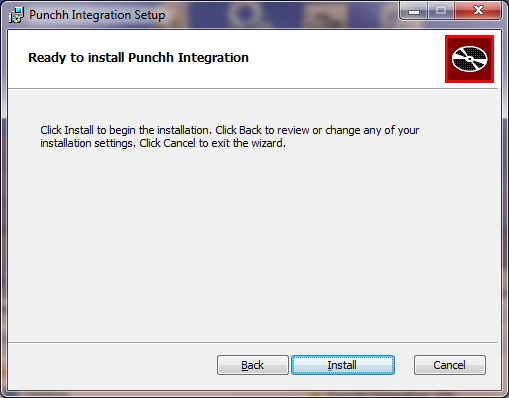 Punchh Integration Setup
Ready to install Punchh Integration
Click Install to begin the installation. Click Back to review or change any of your
installation settings. Click Cancel to exit the wizard.
Back Install Cancel